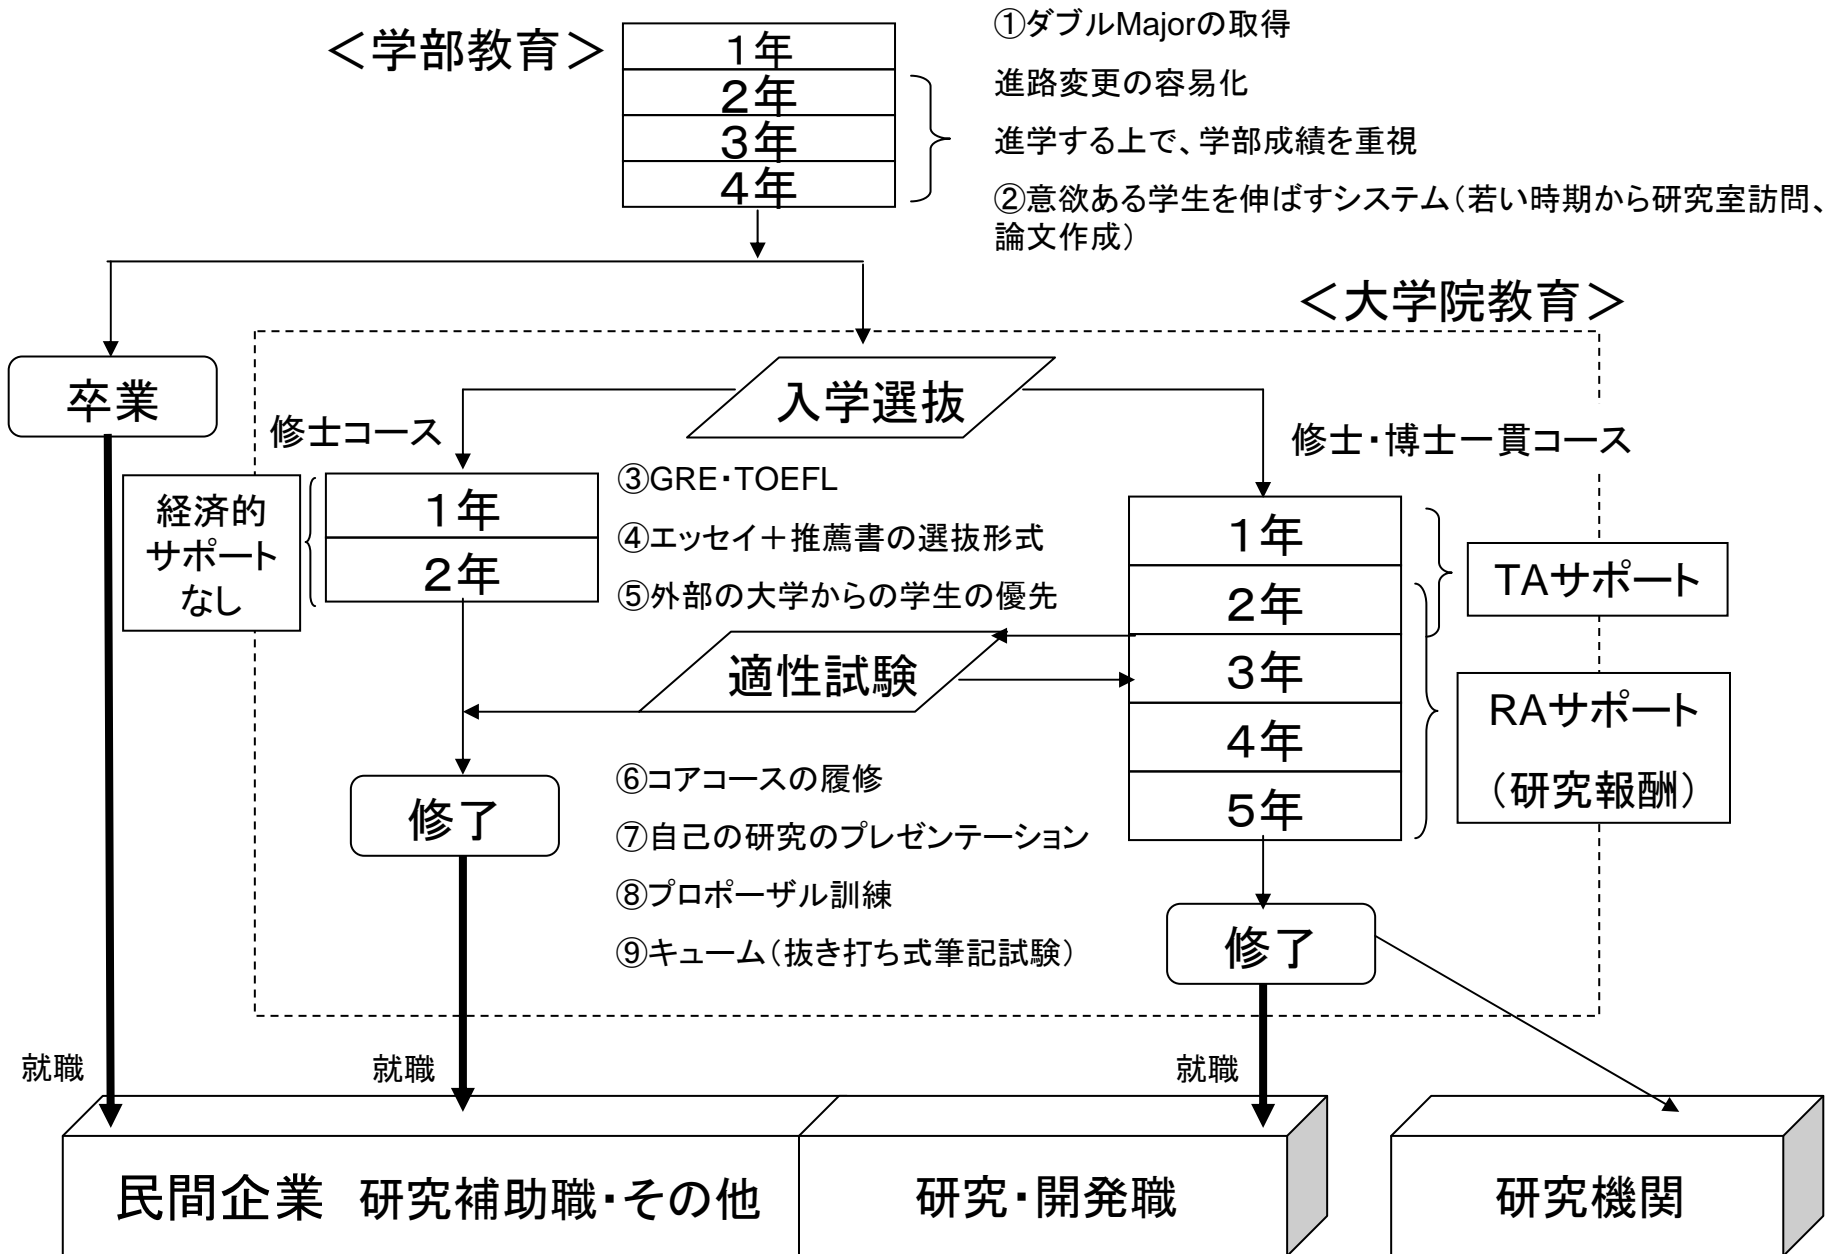 ＜学部教育＞
１年
２年
３年
４年
①ダブルMajorの取得
進路変更の容易化
進学する上で、学部成績を重視
②意欲ある学生を伸ばすシステム（若い時期から研究室訪問、
論文作成）
＜大学院教育＞
卒業
入学選抜
修士コース
修士・博士一貫コース
経済的
サポート
なし
１年
２年
③GRE・TOEFL
④エッセイ＋推薦書の選抜形式
⑤外部の大学からの学生の優先
１年
２年
３年
４年
５年
TAサポート
RAサポート
（研究報酬）
適性試験
修了
⑥コアコースの履修
⑦自己の研究のプレゼンテーション
⑧プロポーザル訓練
⑨キューム（抜き打ち式筆記試験）
修了
就職
就職
就職
民間企業　研究補助職・その他
研究・開発職
研究機関